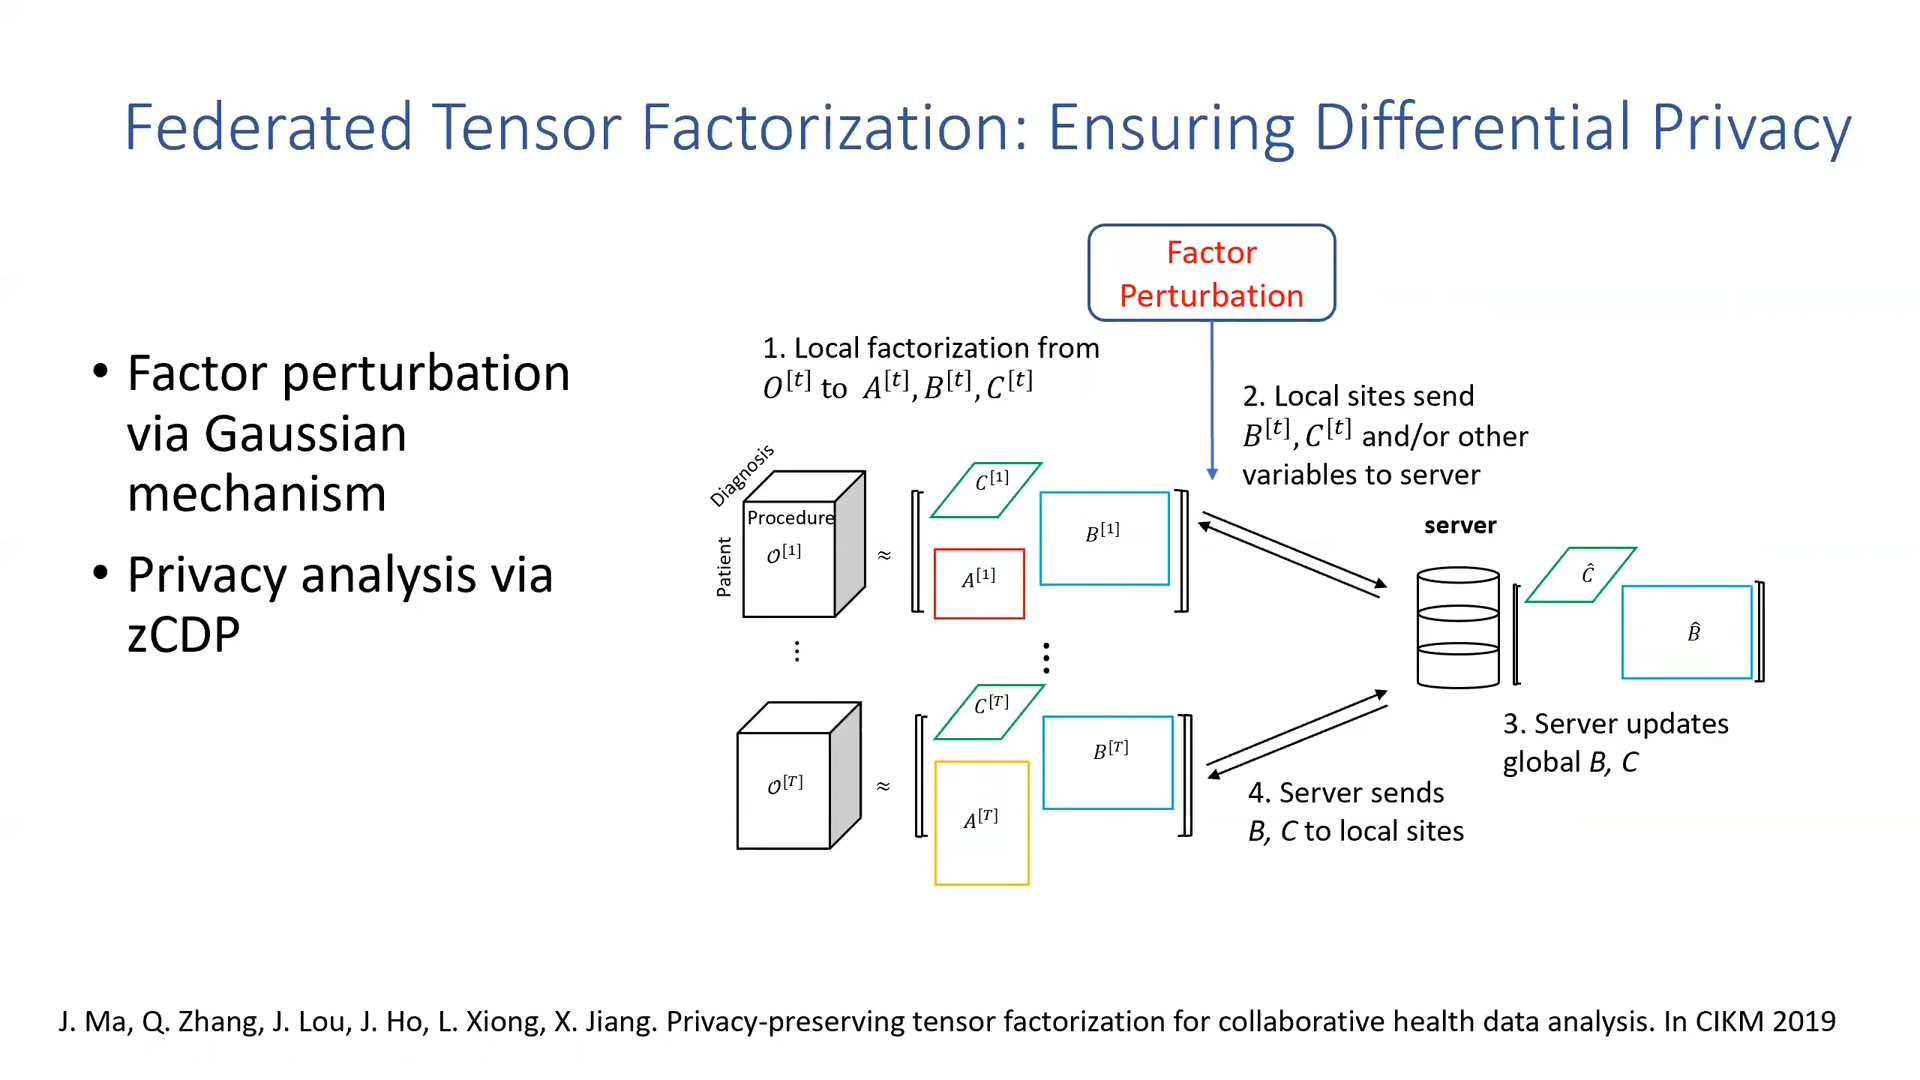 Federated Tensor Factorization: Ensuring Differential Privacy
• Factor perturbation
via Gaussian
mechanism
• Privacy analysis via
zCDP
Factor
Perturbation
1. Local factorization from
O^[t] to A^[t], B^[t], C^[t]
2. Local sites send
B^[t], C^[t] and/or other
variables to server
Diagnosis
Procedure
Patient
𝒪^[1]
≈
C^[1]
B^[1]
A^[1]
⋮
⋮
server
Ĉ
B̂
3. Server updates
global B, C
𝒪^[T]
≈
C^[T]
B^[T]
A^[T]
4. Server sends
B, C to local sites
J. Ma, Q. Zhang, J. Lou, J. Ho, L. Xiong, X. Jiang. Privacy-preserving tensor factorization for collaborative health data analysis. In CIKM 2019